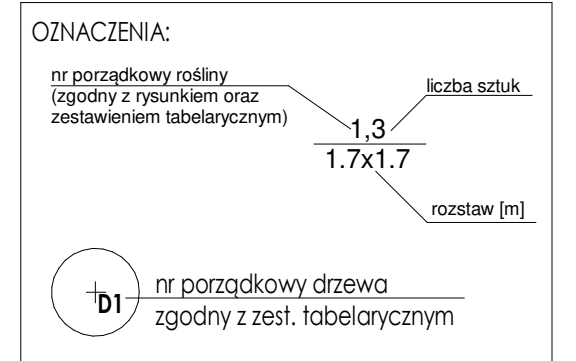 OZNACZENIA:
nr porządkowy rośliny
(zgodny z rysunkiem oraz
zestawieniem tabelarycznym)
liczba sztuk
1,3
1.7x1.7
rozstaw [m]
D1
nr porządkowy drzewa
zgodny z zest. tabelarycznym